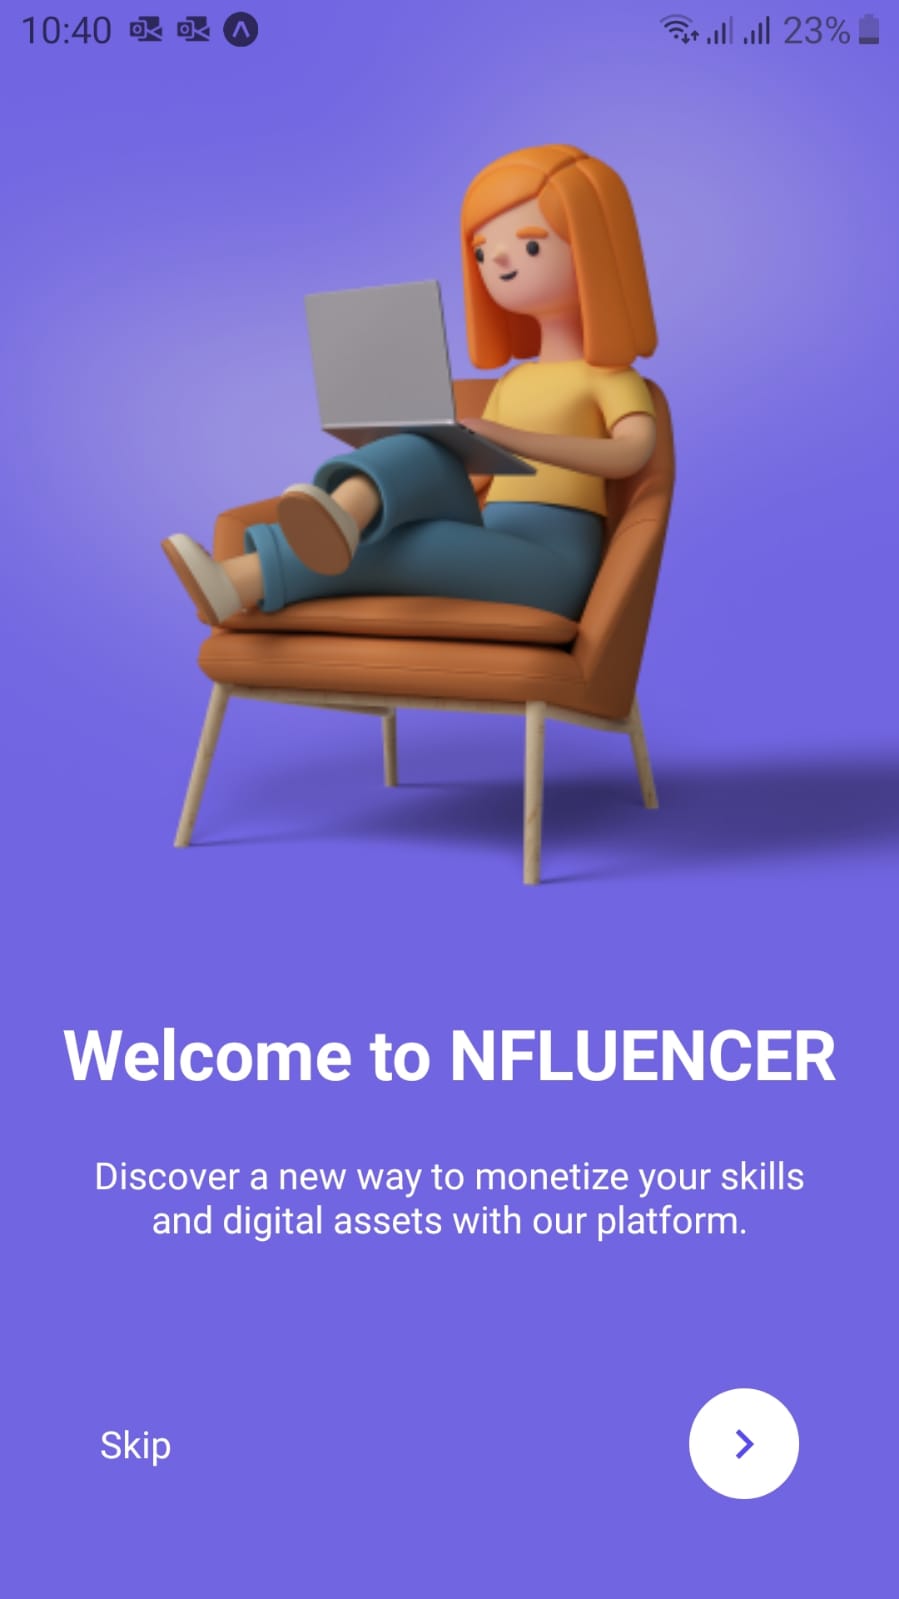 10:40 23%
Welcome to NFLUENCER
Discover a new way to monetize your skills
and digital assets with our platform.
Skip